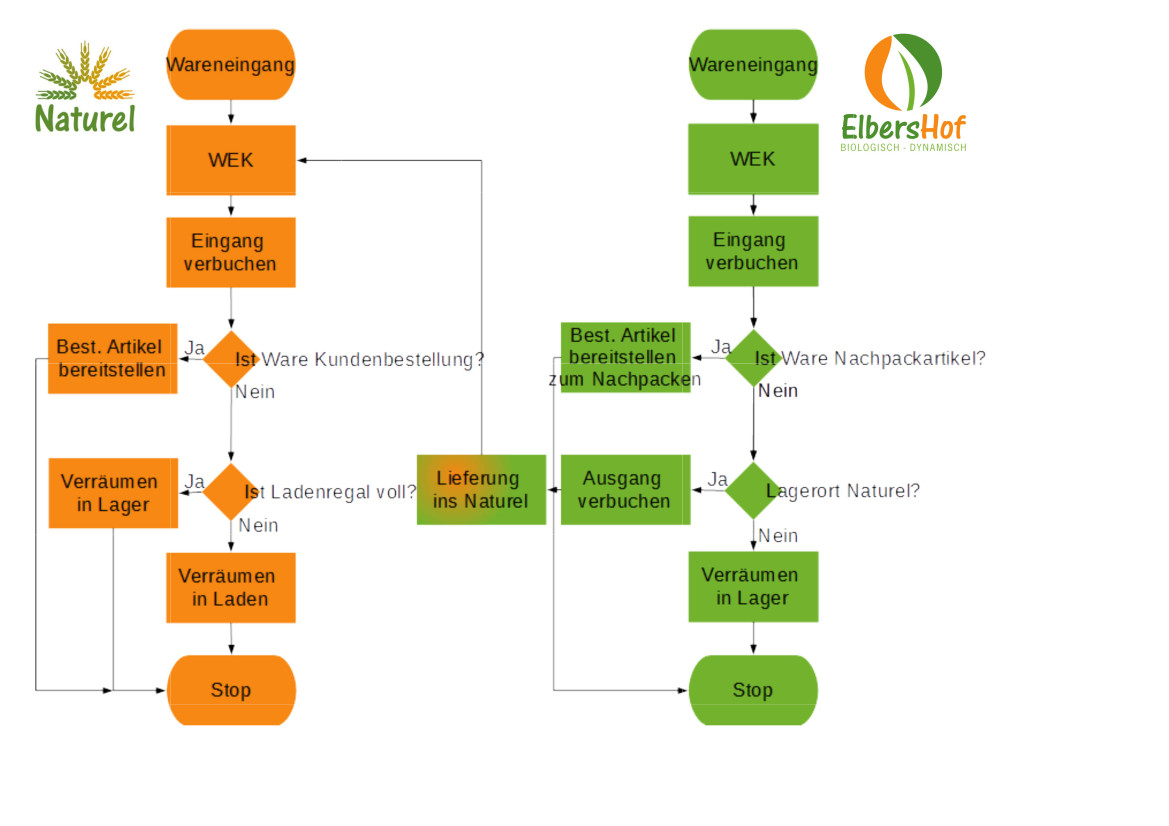 Naturel
Wareneingang
WEK
Eingang
verbuchen
Ist Ware Kundenbestellung?
Ja
Nein
Best. Artikel
bereitstellen
Ist Ladenregal voll?
Ja
Nein
Verräumen
in Lager
Verräumen
in Laden
Stop
Lieferung
ins Naturel
ElbersHof
BIOLOGISCH - DYNAMISCH
Wareneingang
WEK
Eingang
verbuchen
Ist Ware Nachpackartikel?
Ja
Nein
Best. Artikel
bereitstellen
zum Nachpacken
Lagerort Naturel?
Ja
Nein
Ausgang
verbuchen
Verräumen
in Lager
Stop